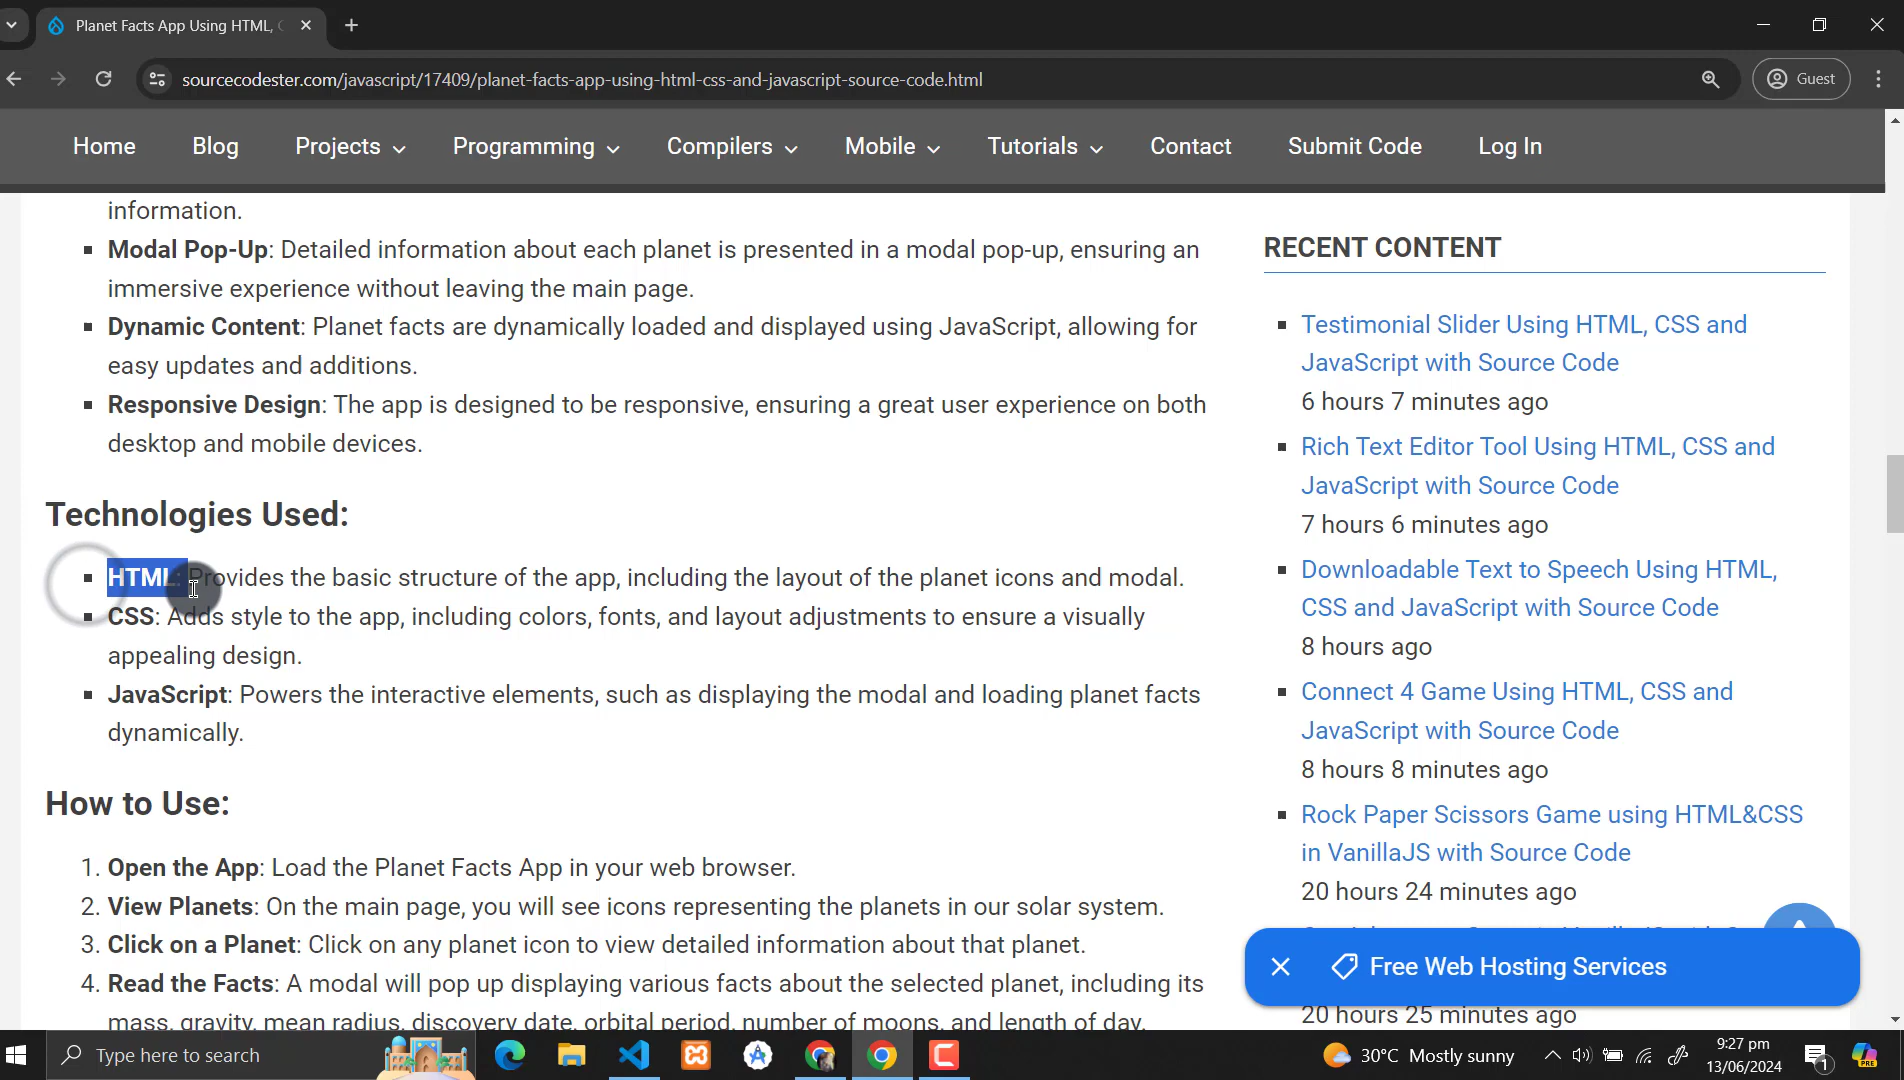 Planet Facts App Using HTML, C
sourcecodester.com/javascript/17409/planet-facts-app-using-html-css-and-javascript-source-code.html
Guest
Home Blog Projects Programming Compilers Mobile Tutorials Contact Submit Code Log In
information.
Modal Pop-Up: Detailed information about each planet is presented in a modal pop-up, ensuring an
immersive experience without leaving the main page.
Dynamic Content: Planet facts are dynamically loaded and displayed using JavaScript, allowing for
easy updates and additions.
Responsive Design: The app is designed to be responsive, ensuring a great user experience on both
desktop and mobile devices.
Technologies Used:
HTML: Provides the basic structure of the app, including the layout of the planet icons and modal.
CSS: Adds style to the app, including colors, fonts, and layout adjustments to ensure a visually
appealing design.
JavaScript: Powers the interactive elements, such as displaying the modal and loading planet facts
dynamically.
How to Use:
1. Open the App: Load the Planet Facts App in your web browser.
2. View Planets: On the main page, you will see icons representing the planets in our solar system.
3. Click on a Planet: Click on any planet icon to view detailed information about that planet.
4. Read the Facts: A modal will pop up displaying various facts about the selected planet, including its
mass, gravity, mean radius, discovery date, orbital period, number of moons, and length of day.
RECENT CONTENT
Testimonial Slider Using HTML, CSS and
JavaScript with Source Code
6 hours 7 minutes ago
Rich Text Editor Tool Using HTML, CSS and
JavaScript with Source Code
7 hours 6 minutes ago
Downloadable Text to Speech Using HTML,
CSS and JavaScript with Source Code
8 hours ago
Connect 4 Game Using HTML, CSS and
JavaScript with Source Code
8 hours 8 minutes ago
Rock Paper Scissors Game using HTML&CSS
in VanillaJS with Source Code
20 hours 24 minutes ago
Free Web Hosting Services
20 hours 25 minutes ago
Type here to search
30°C Mostly sunny
9:27 pm
13/06/2024
1
PRE